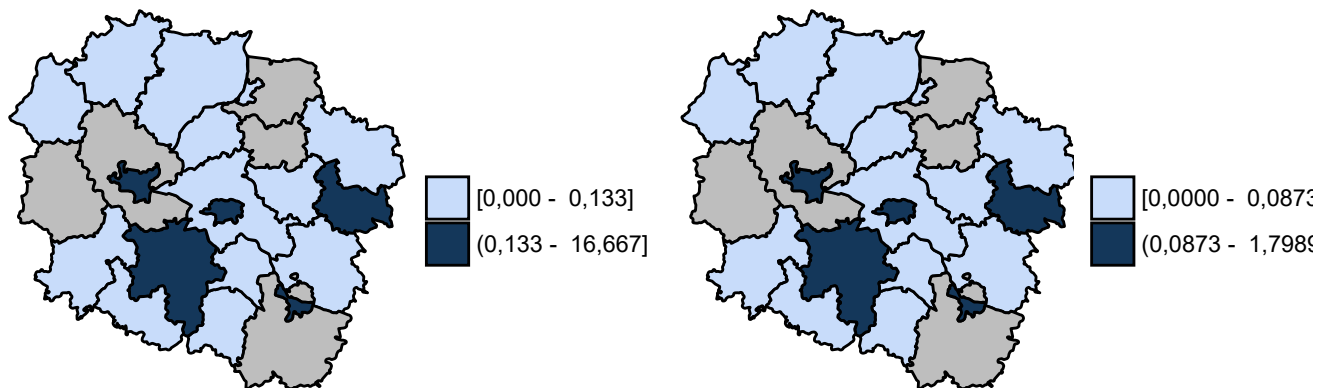 [0,000 - 0,133]
(0,133 - 16,667]
[0,0000 - 0,0873
(0,0873 - 1,7989